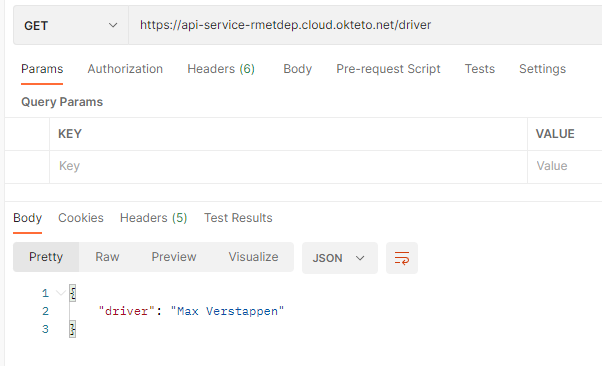 GET https://api-service-rmetdep.cloud.okteto.net/driver
Params Authorization Headers (6) Body Pre-request Script Tests Settings
Query Params
KEY VALUE
Key Value
Body Cookies Headers (5) Test Results
Pretty Raw Preview Visualize JSON
1 {
2 "driver": "Max Verstappen"
3 }